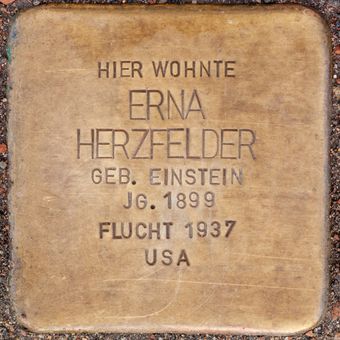 HIER WOHNTE
ERNA
HERZFELDER
GEB. EINSTEIN
JG. 1899
FLUCHT 1937
USA